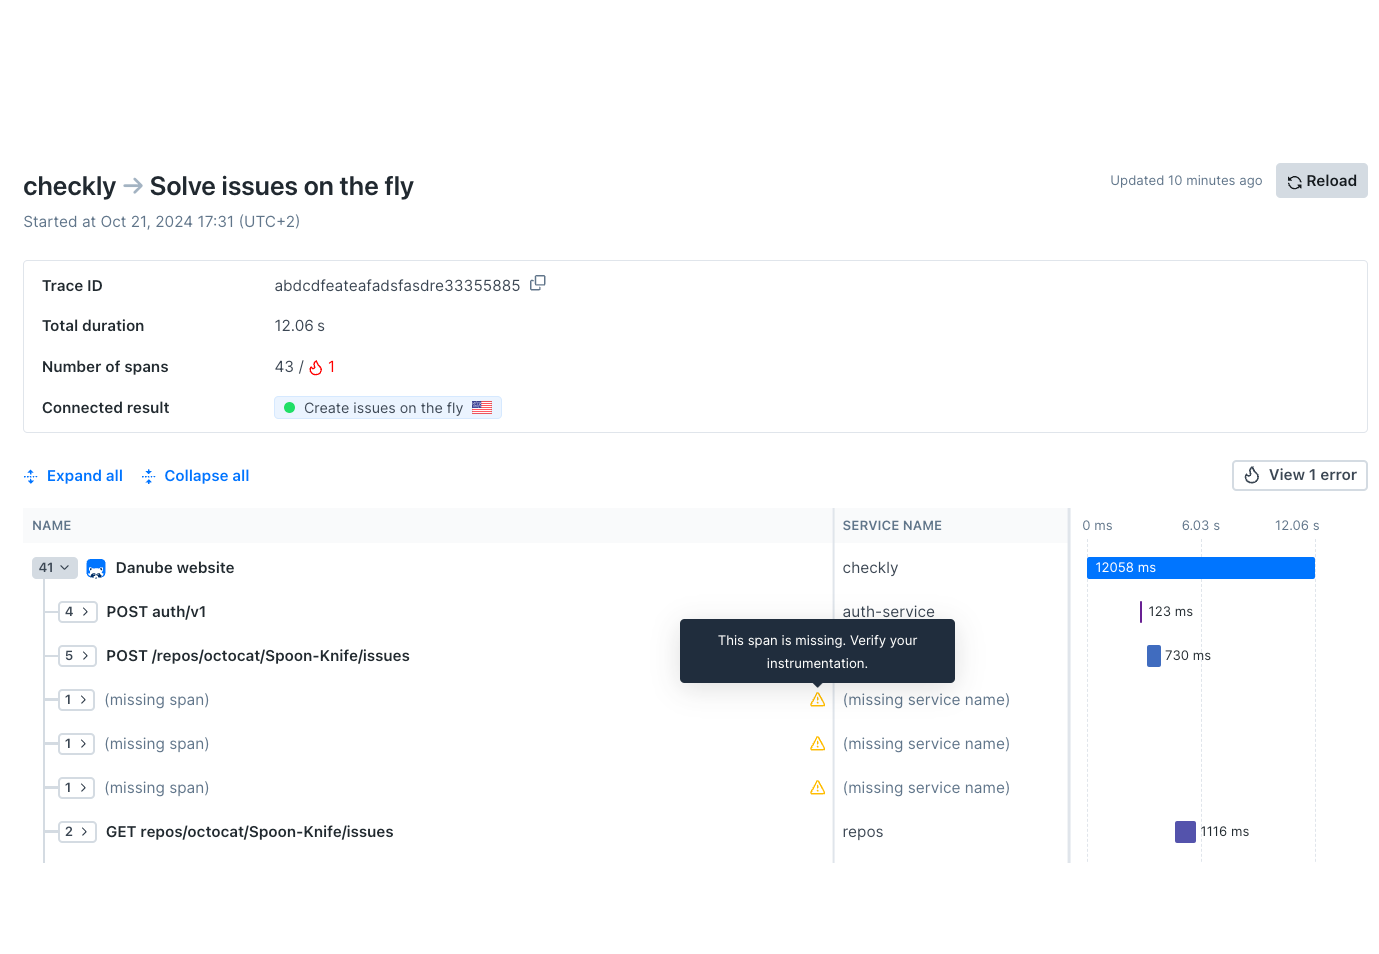 checkly → Solve issues on the fly
Updated 10 minutes ago
Reload
Started at Oct 21, 2024 17:31 (UTC+2)
Trace ID
abdcdfeateafadsfasdre33355885
Total duration
12.06 s
Number of spans
43 / 1
Connected result
Create issues on the fly
Expand all
Collapse all
View 1 error
NAME
SERVICE NAME
0 ms
6.03 s
12.06 s
41
Danube website
checkly
12058 ms
4
POST auth/v1
auth-service
123 ms
This span is missing. Verify your
instrumentation.
5
POST /repos/octocat/Spoon-Knife/issues
730 ms
1
(missing span)
(missing service name)
1
(missing span)
(missing service name)
1
(missing span)
(missing service name)
2
GET repos/octocat/Spoon-Knife/issues
repos
1116 ms